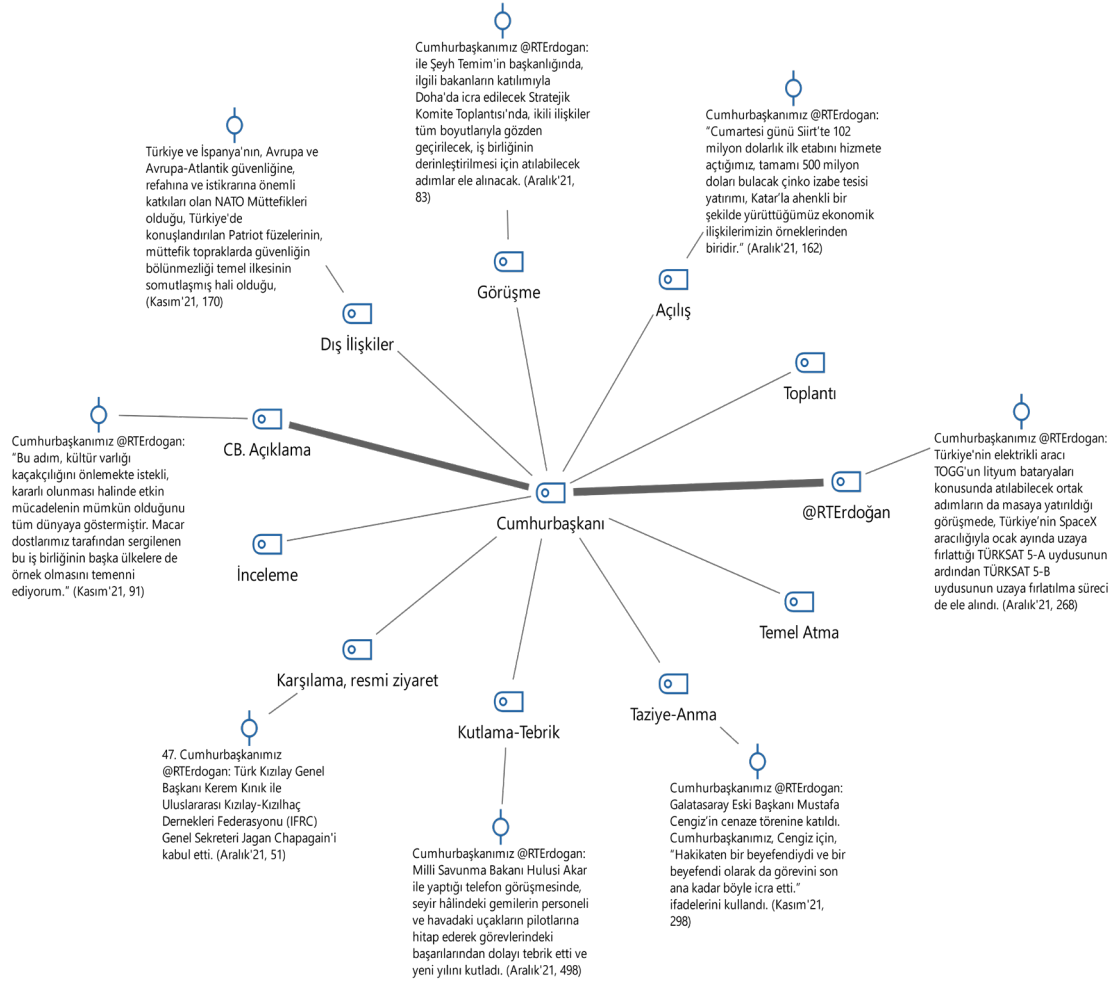 Cumhurbaşkanımız @RTErdogan:
ile Şeyh Temim'in başkanlığında,
ilgili bakanların katılımıyla
Doha'da icra edilecek Stratejik
Komite Toplantısı'nda, ikili ilişkiler
tüm boyutlarıyla gözden
geçirilecek, iş birliğinin
derinleştirilmesi için atılabilecek
adımlar ele alınacak. (Aralık'21,
83)
Görüşme
Cumhurbaşkanımız @RTErdogan:
“Cumartesi günü Siirt'te 102
milyon dolarlık ilk etabını hizmete
açtığımız, tamamı 500 milyon
doları bulacak çinko izabe tesisi
yatırımı, Katar’la ahenkli bir
şekilde yürüttüğümüz ekonomik
ilişkilerimizin örneklerinden
biridir.” (Aralık'21, 162)
Açılış
Türkiye ve İspanya'nın, Avrupa ve
Avrupa-Atlantik güvenliğine,
refahına ve istikrarına önemli
katkıları olan NATO Müttefikleri
olduğu, Türkiye'de
konuşlandırılan Patriot füzelerinin,
müttefik topraklarda güvenliğin
bölünmezliği temel ilkesinin
somutlaşmış hali olduğu,
(Kasım'21, 170)
Dış İlişkiler
Toplantı
Cumhurbaşkanımız @RTErdogan:
“Bu adım, kültür varlığı
kaçakçılığını önlemekte istekli,
kararlı olunması halinde etkin
mücadelenin mümkün olduğunu
tüm dünyaya göstermiştir. Macar
dostlarımız tarafından sergilenen
bu iş birliğinin başka ülkelere de
örnek olmasını temenni
ediyorum.” (Kasım'21, 91)
CB. Açıklama
Cumhurbaşkanı
@RTErdoğan
Cumhurbaşkanımız @RTErdogan:
Türkiye'nin elektrikli aracı
TOGG'un lityum bataryaları
konusunda atılabilecek ortak
adımların da masaya yatırıldığı
görüşmede, Türkiye’nin SpaceX
aracılığıyla ocak ayında uzaya
fırlattığı TÜRKSAT 5-A uydusunun
ardından TÜRKSAT 5-B
uydusunun uzaya fırlatılma süreci
de ele alındı. (Aralık'21, 268)
İnceleme
Temel Atma
Karşılama, resmi ziyaret
47. Cumhurbaşkanımız
@RTErdogan: Türk Kızılay Genel
Başkanı Kerem Kınık ile
Uluslararası Kızılay-Kızılhaç
Dernekleri Federasyonu (IFRC)
Genel Sekreteri Jagan Chapagain'i
kabul etti. (Aralık'21, 51)
Kutlama-Tebrik
Cumhurbaşkanımız @RTErdogan:
Milli Savunma Bakanı Hulusi Akar
ile yaptığı telefon görüşmesinde,
seyir hâlindeki gemilerin personeli
ve havadaki uçakların pilotlarına
hitap ederek görevlerindeki
başarılarından dolayı tebrik etti ve
yeni yılını kutladı. (Aralık'21, 498)
Taziye-Anma
Cumhurbaşkanımız @RTErdogan:
Galatasaray Eski Başkanı Mustafa
Cengiz’in cenaze törenine katıldı.
Cumhurbaşkanımız, Cengiz için,
“Hakikaten bir beyefendiydi ve bir
beyefendi olarak da görevini son
ana kadar böyle icra etti.”
ifadelerini kullandı. (Kasım'21,
298)